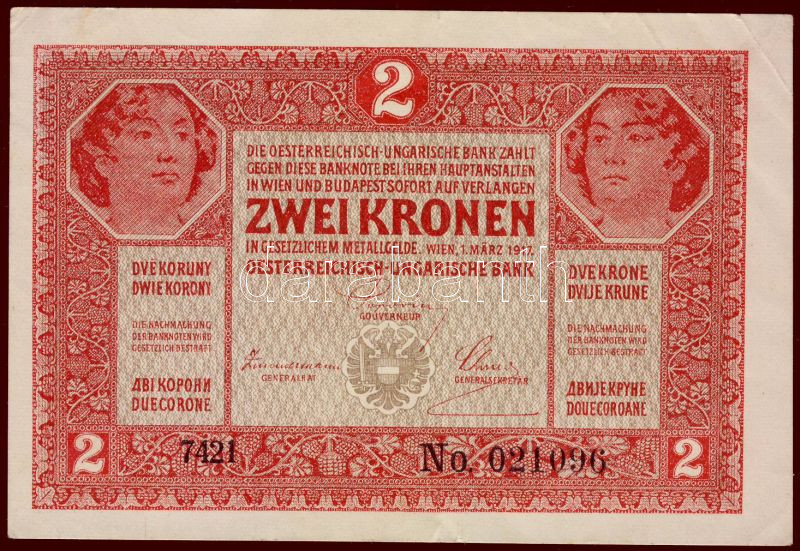 2
DIE OESTERREICHISCH-UNGARISCHE BANK ZAHLT
GEGEN DIESE BANKNOTE BEI IHREN HAUPTANSTALTEN
IN WIEN UND BUDAPEST SOFORT AUF VERLANGEN
ZWEI KRONEN
IN GESETZLICHEM METALLGELDE. WIEN, 1. MÄRZ 1917.
OESTERREICHISCH-UNGARISCHE BANK
darabanth
GOUVERNEUR
GENERALRAT
GENERALSEKRETÄR
DVĚ KORUNY
DWIE KORONY
DIE NACHMACHUNG
DER BANKNOTEN WIRD
GESETZLICH BESTRAFT
ДВІ КОРОНИ
DUE CORONE
DVE KRONE
DVIJE KRUNE
DIE NACHMACHUNG
DER BANKNOTEN WIRD
GESETZLICH BESTRAFT
ДВИЈЕ КРУНЕ
DOUE COROANE
2
7421
No. 021096
2